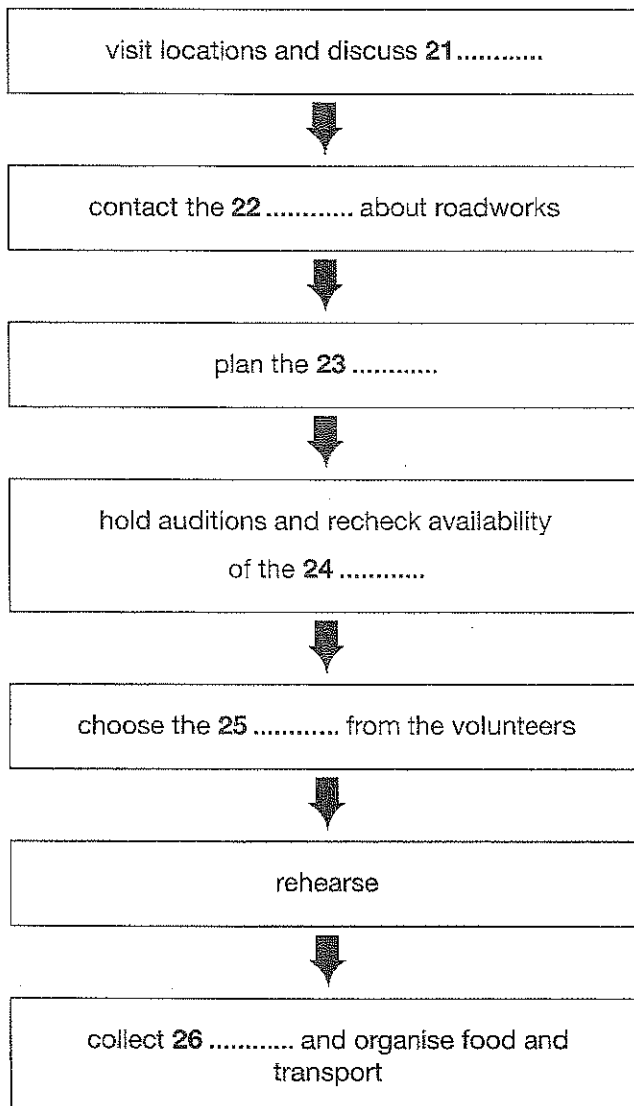 visit locations and discuss 21............
contact the 22 ............ about roadworks
plan the 23 ............
hold auditions and recheck availability
of the 24 ............
choose the 25 ............ from the volunteers
rehearse
collect 26 ............ and organise food and
transport